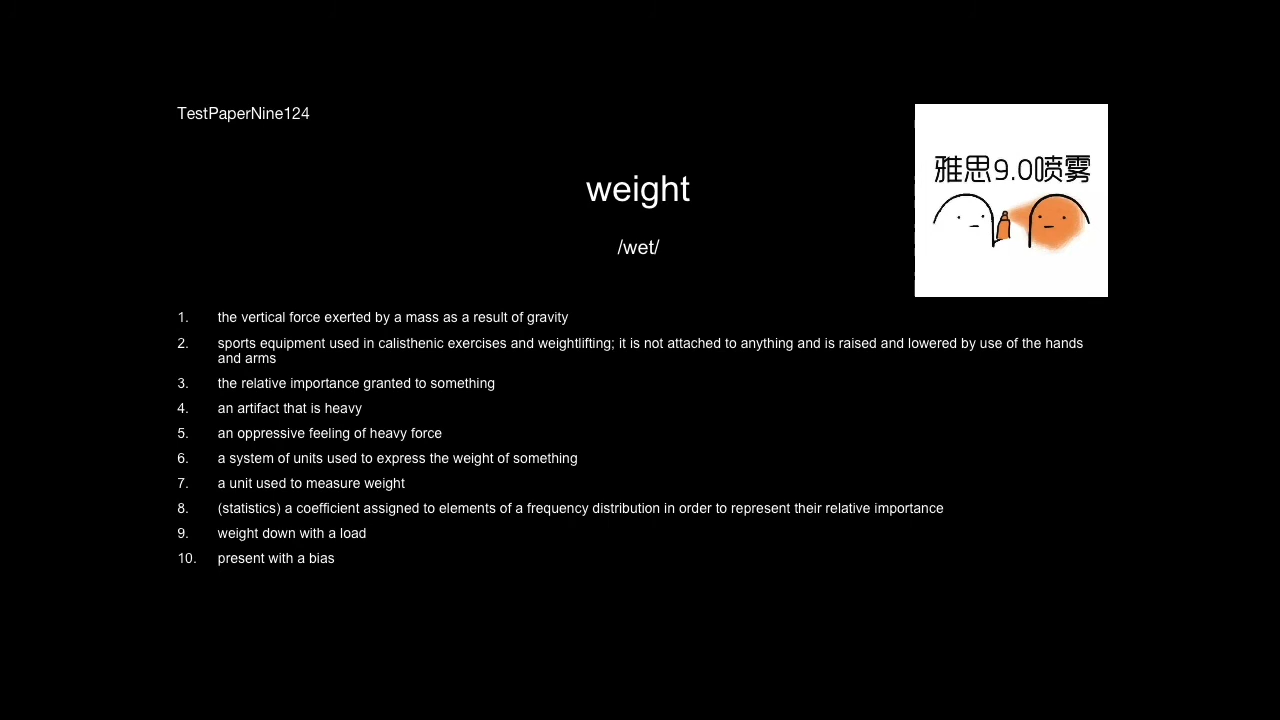 TestPaperNine124
雅思9.0喷雾
weight
/wet/
1. the vertical force exerted by a mass as a result of gravity
2. sports equipment used in calisthenic exercises and weightlifting; it is not attached to anything and is raised and lowered by use of the hands
and arms
3. the relative importance granted to something
4. an artifact that is heavy
5. an oppressive feeling of heavy force
6. a system of units used to express the weight of something
7. a unit used to measure weight
8. (statistics) a coefficient assigned to elements of a frequency distribution in order to represent their relative importance
9. weight down with a load
10. present with a bias